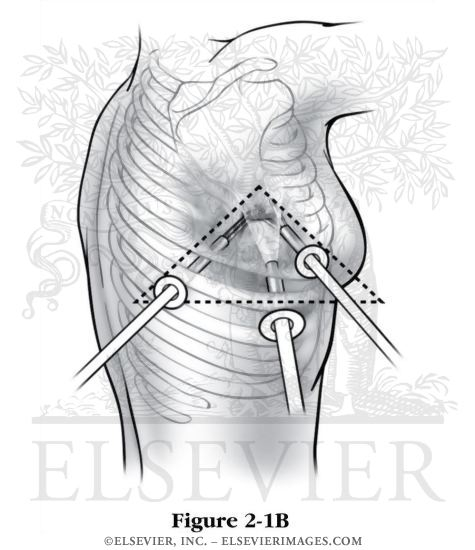 ELSEVIER
Figure 2-1B
©ELSEVIER, INC. – ELSEVIERIMAGES.COM